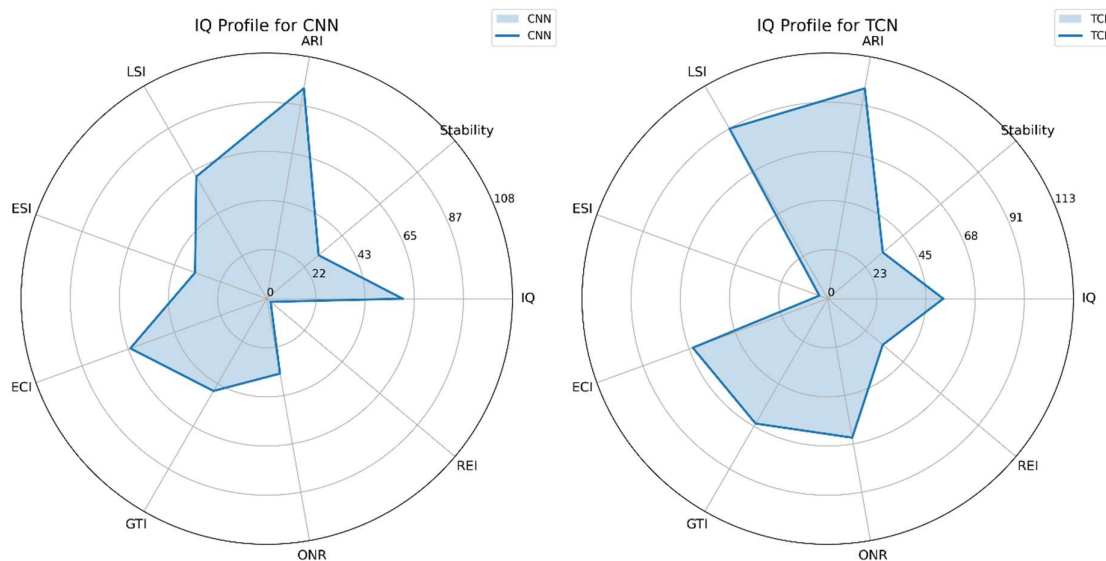 IQ Profile for CNN
CNN
CNN
ARI
LSI
Stability
ESI
108
87
65
43
22
0
IQ
ECI
REI
GTI
ONR
IQ Profile for TCN
ARI
LSI
Stability
ESI
113
91
68
45
23
0
IQ
ECI
REI
GTI
ONR